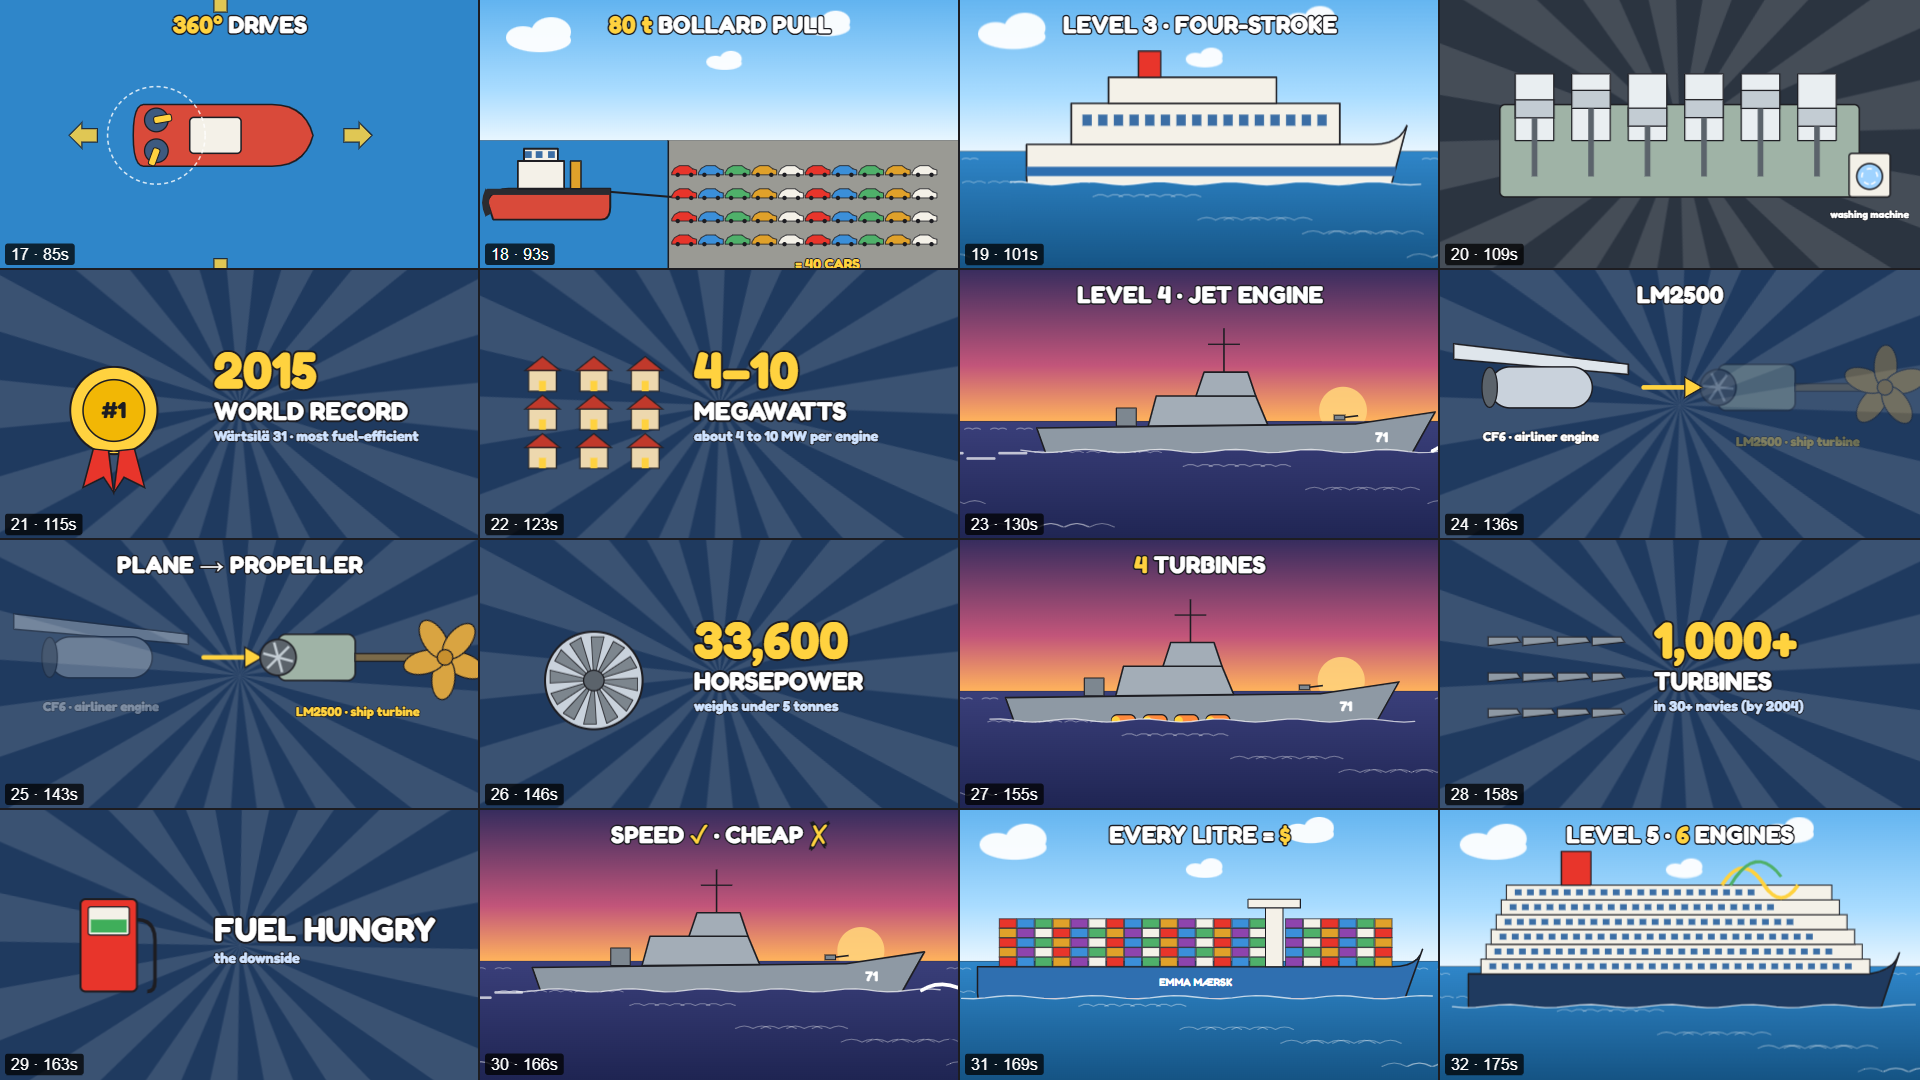 360° DRIVES
17 · 85s
80 t BOLLARD PULL
= 40 CARS
18 · 93s
LEVEL 3 · FOUR-STROKE
19 · 101s
washing machine
20 · 109s
#1
2015
WORLD RECORD
Wärtsilä 31 · most fuel-efficient
21 · 115s
4–10
MEGAWATTS
about 4 to 10 MW per engine
22 · 123s
LEVEL 4 · JET ENGINE
71
23 · 130s
LM2500
CF6 · airliner engine
LM2500 · ship turbine
24 · 136s
PLANE → PROPELLER
CF6 · airliner engine
LM2500 · ship turbine
25 · 143s
33,600
HORSEPOWER
weighs under 5 tonnes
26 · 146s
4 TURBINES
71
27 · 155s
1,000+
TURBINES
in 30+ navies (by 2004)
28 · 158s
FUEL HUNGRY
the downside
29 · 163s
SPEED ✓ · CHEAP ✗
71
30 · 166s
EVERY LITRE = $
EMMA MÆRSK
31 · 169s
LEVEL 5 · 6 ENGINES
32 · 175s